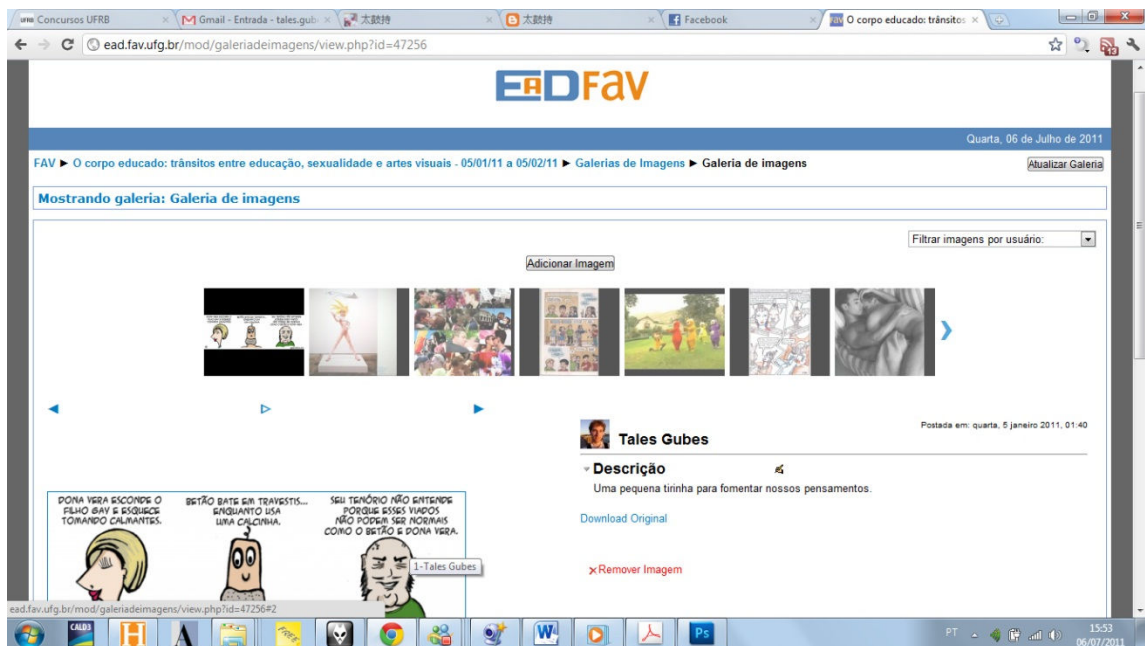 Concursos UFRB
Gmail - Entrada - tales.gub
太鼓持
太鼓持
Facebook
O corpo educado: trânsitos
ead.fav.ufg.br/mod/galeriadeimagens/view.php?id=47256
EADFav
Quarta, 06 de Julho de 2011
FAV ► O corpo educado: trânsitos entre educação, sexualidade e artes visuais - 05/01/11 a 05/02/11 ► Galerias de Imagens ► Galeria de imagens
Atualizar Galeria
Mostrando galeria: Galeria de imagens
Filtrar imagens por usuário:
Adicionar Imagem
Tales Gubes
Postada em: quarta, 5 janeiro 2011, 01:40
Descrição
Uma pequena tirinha para fomentar nossos pensamentos.
Download Original
Remover Imagem
DONA VERA ESCONDE O
FILHO GAY E ESQUECE
TOMANDO CALMANTES.
BETÃO BATE EM TRAVESTIS...
ENQUANTO USA
UMA CALCINHA.
SEU TENÓRIO NÃO ENTENDE
PORQUE ESSES VIADOS
NÃO PODEM SER NORMAIS
COMO O BETÃO E DONA VERA.
1-Tales Gubes
ead.fav.ufg.br/mod/galeriadeimagens/view.php?id=47256#2
CALD3
FREE
Ps
PT
15:53
06/07/2011